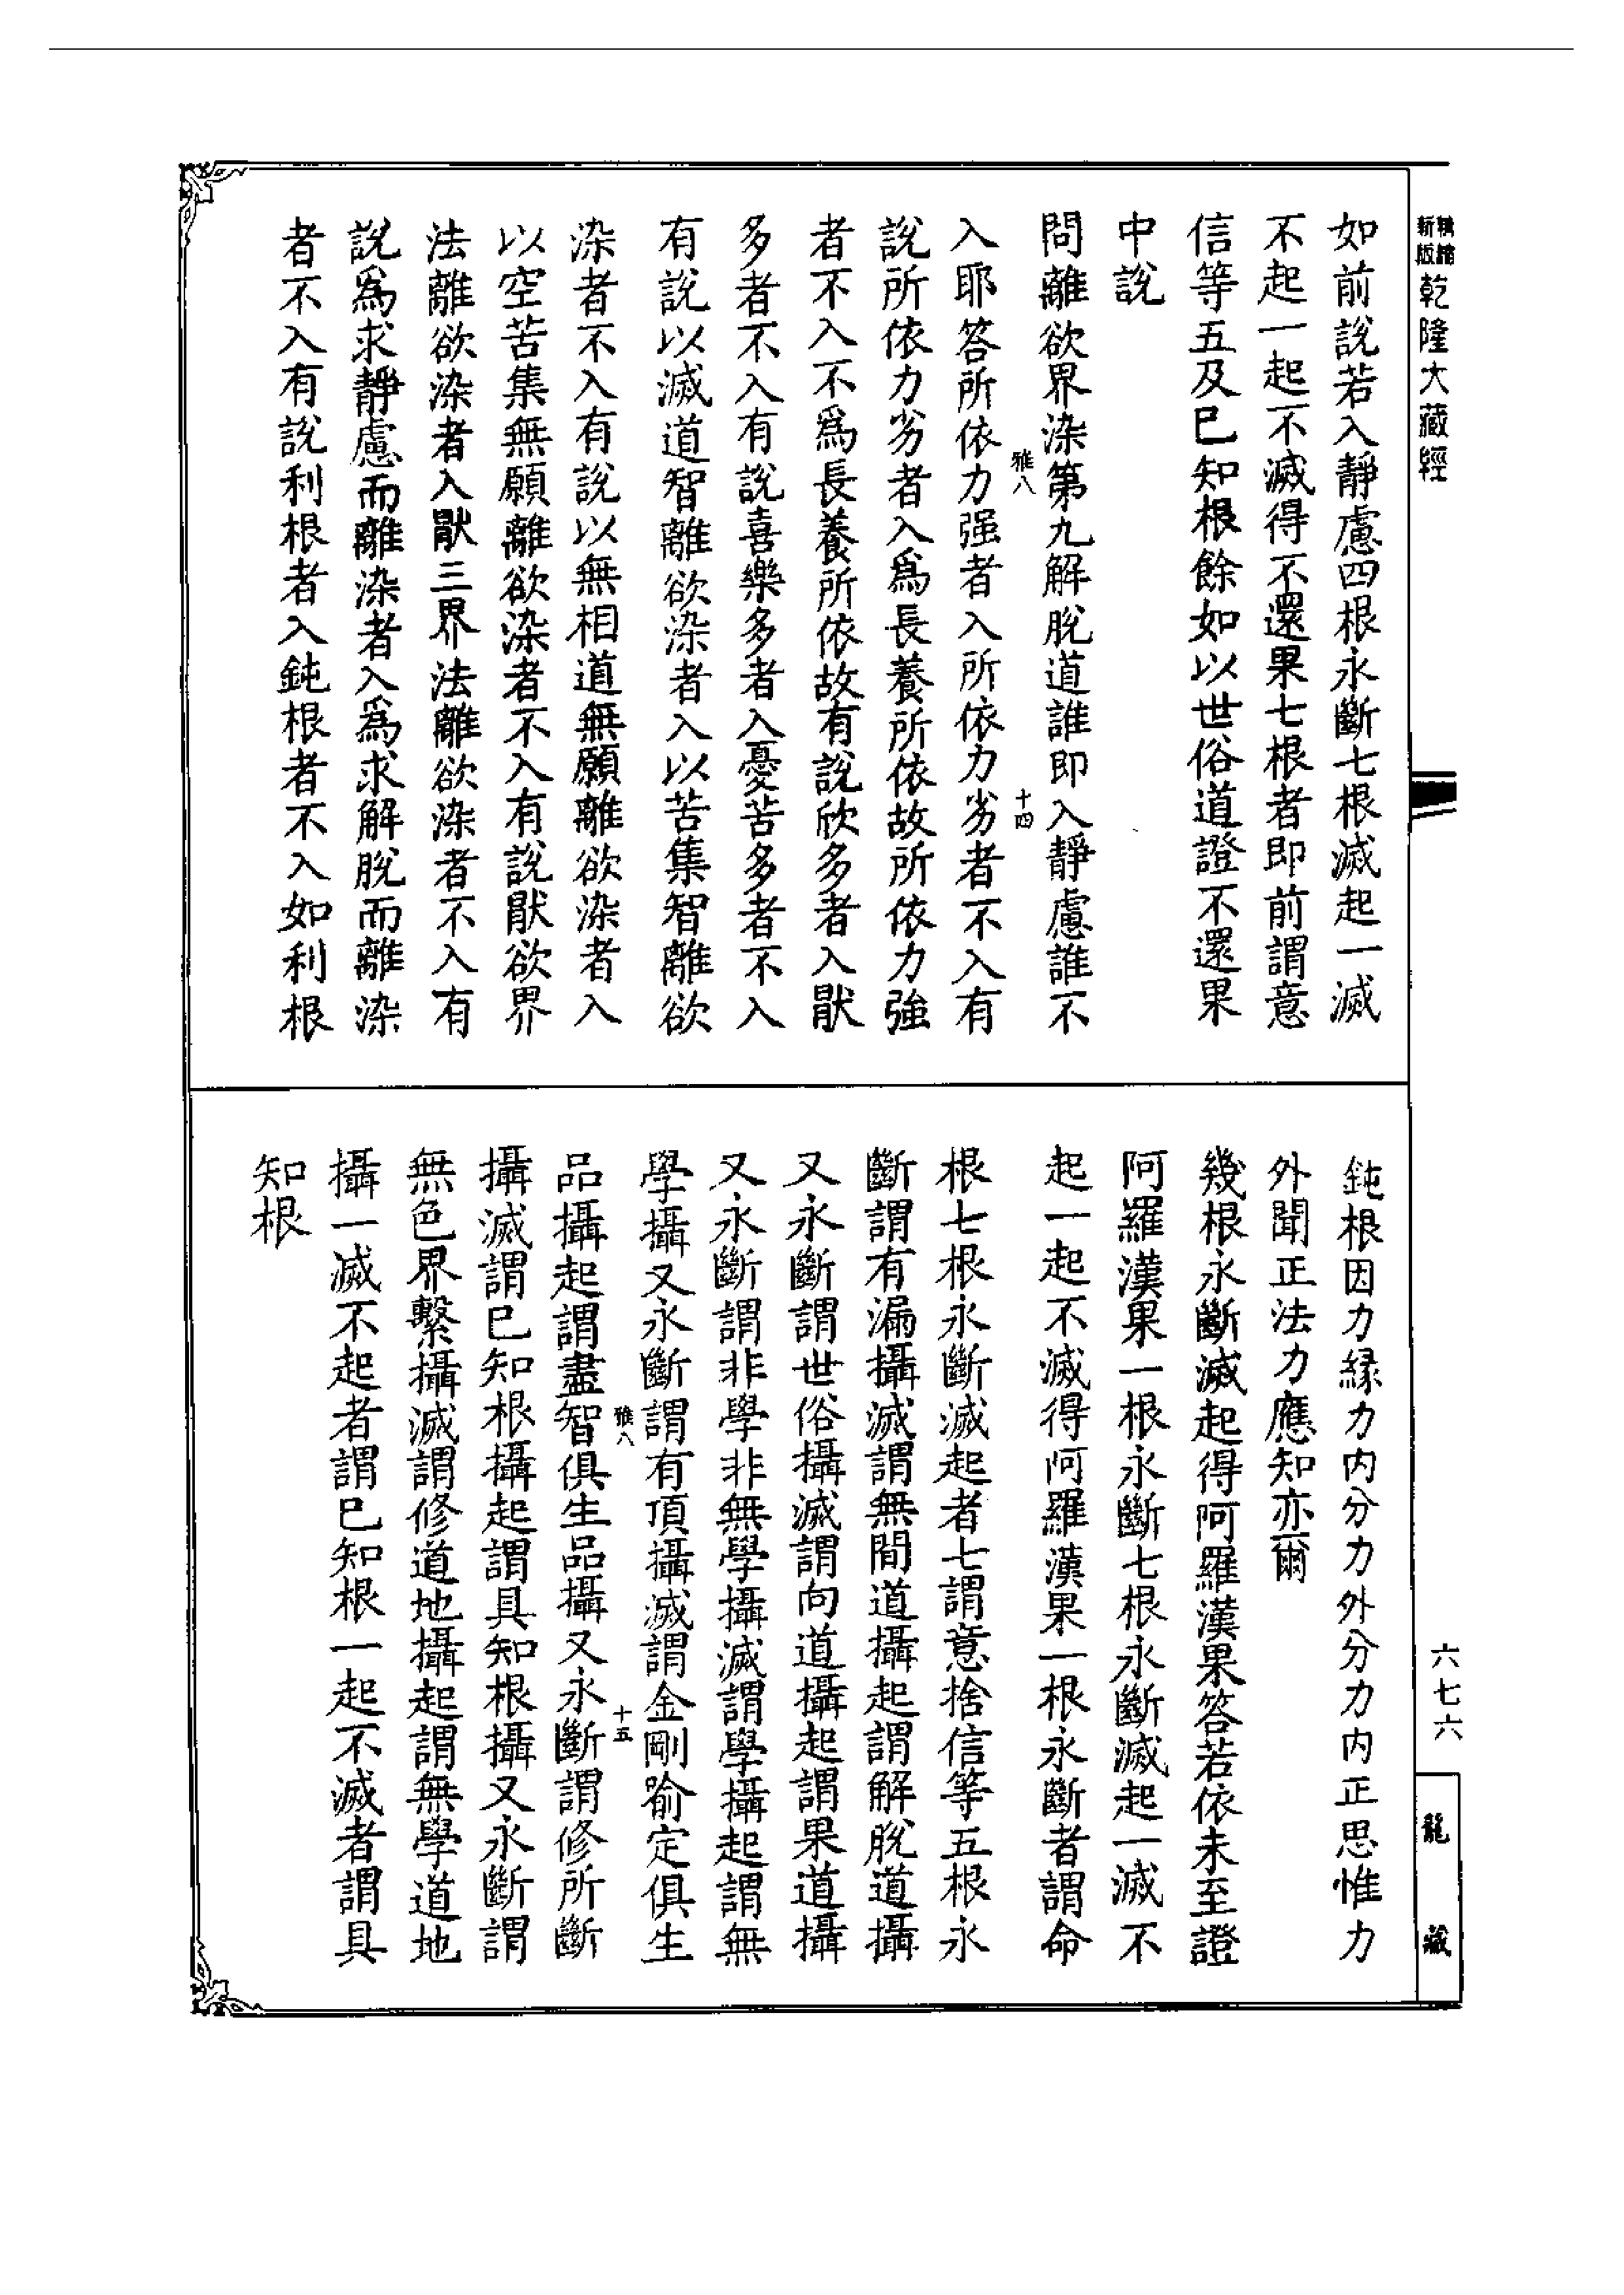 精縮新版
乾隆大藏經
如前說若入靜慮四根永斷七根滅起一滅
不起一起不滅得不還果七根者即前謂意
信等五及已知根餘如以世俗道證不還果
中說
問離欲界染第九解脫道誰即入靜慮誰不
雅八
十四
入耶答所依力强者入所依力劣者不入有
說所依力劣者入爲長養所依故所依力強
者不入不爲長養所依故有說欣多者入猒
多者不入有說喜樂多者入憂苦多者不入
有說以滅道智離欲染者入以苦集智離欲
染者不入有說以無相道無願離欲染者入
以空苦集無願離欲染者不入有說猒欲界
法離欲染者入猒三界法離欲染者不入有
說爲求靜慮而離染者入爲求解脫而離染
者不入有說利根者入鈍根者不入如利根
鈍根因力緣力内分力外分力内正思惟力
外聞正法力應知亦爾
幾根永斷滅起得阿羅漢果答若依未至證
阿羅漢果一根永斷七根永斷滅起一滅不
起一起不滅得阿羅漢果一根永斷者謂命
根七根永斷滅起者七謂意捨信等五根永
斷謂有漏攝滅謂無間道攝起謂解脫道攝
又永斷謂世俗攝滅謂向道攝起謂果道攝
又永斷謂非學非無學攝滅謂學攝起謂無
學攝又永斷謂有頂攝滅謂金剛喻定俱生
雅八
十五
品攝起謂盡智俱生品攝又永斷謂修所斷
攝滅謂已知根攝起謂具知根攝又永斷謂
無色界繫攝滅謂修道地攝起謂無學道地
攝一滅不起者謂已知根一起不滅者謂具
知根
六七六
龍藏